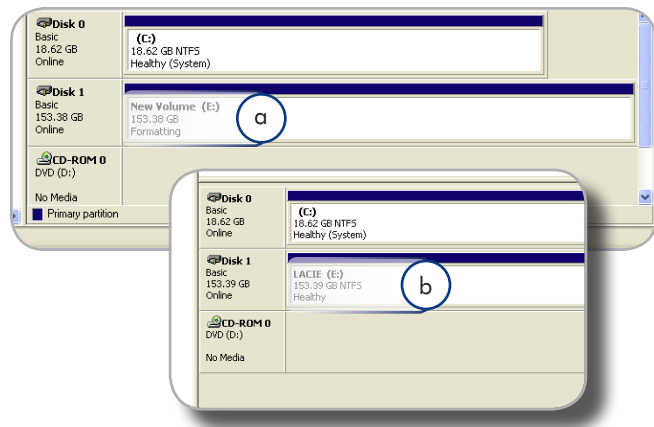 Disk 0
Basic
18.62 GB
Online
(C:)
18.62 GB NTFS
Healthy (System)
Disk 1
Basic
153.38 GB
Online
New Volume (E:)
153.38 GB
Formatting
a
CD-ROM 0
DVD (D:)
No Media
Primary partition
Disk 0
Basic
18.62 GB
Online
(C:)
18.62 GB NTFS
Healthy (System)
Disk 1
Basic
153.39 GB
Online
LACIE (E:)
153.39 GB NTFS
Healthy
b
CD-ROM 0
DVD (D:)
No Media